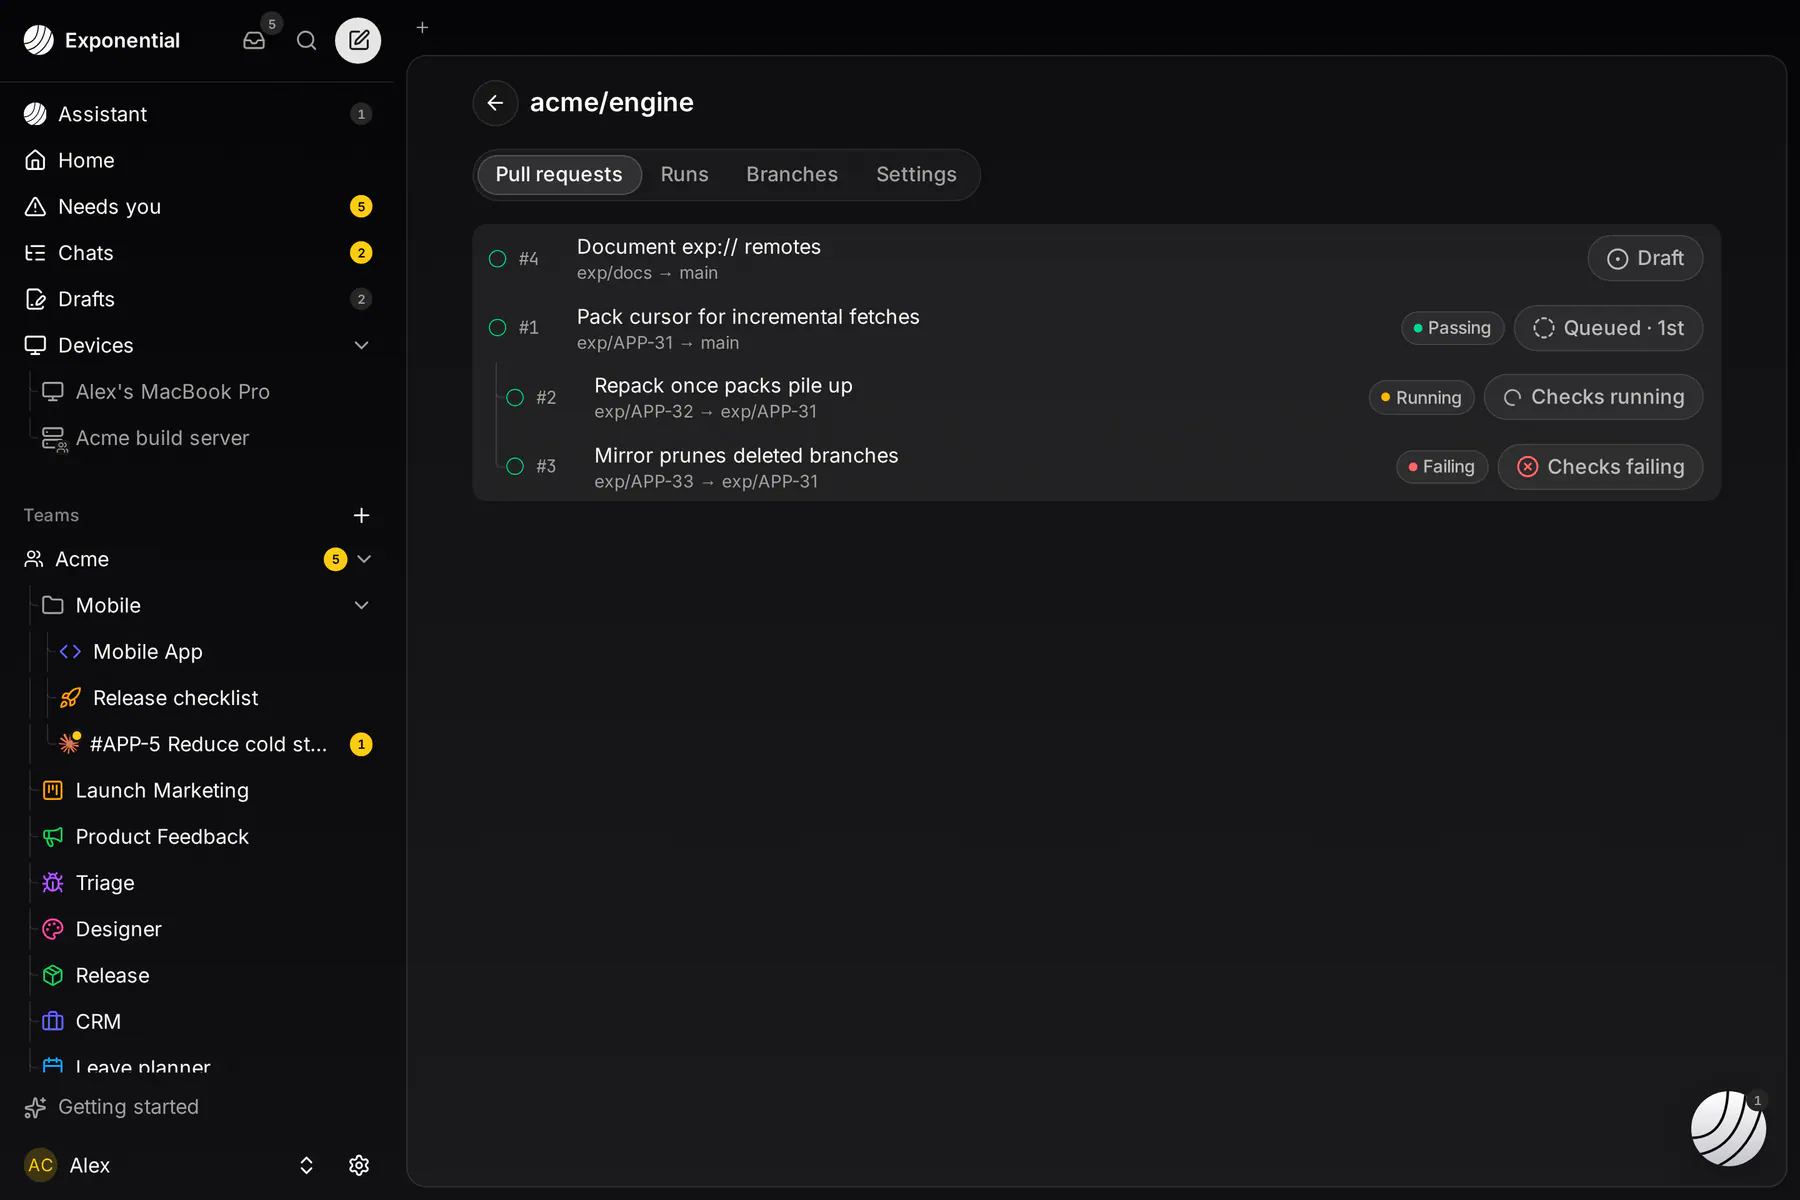 Exponential
5
Assistant
1
Home
Needs you
5
Chats
2
Drafts
2
Devices
Alex's MacBook Pro
Acme build server
Teams
Acme
5
Mobile
Mobile App
Release checklist
#APP-5 Reduce cold st...
1
Launch Marketing
Product Feedback
Triage
Designer
Release
CRM
Leave planner
Getting started
AC
Alex
acme/engine
Pull requests
Runs
Branches
Settings
#4
Document exp:// remotes
exp/docs → main
Draft
#1
Pack cursor for incremental fetches
exp/APP-31 → main
Passing
Queued · 1st
#2
Repack once packs pile up
exp/APP-32 → exp/APP-31
Running
Checks running
#3
Mirror prunes deleted branches
exp/APP-33 → exp/APP-31
Failing
Checks failing
1